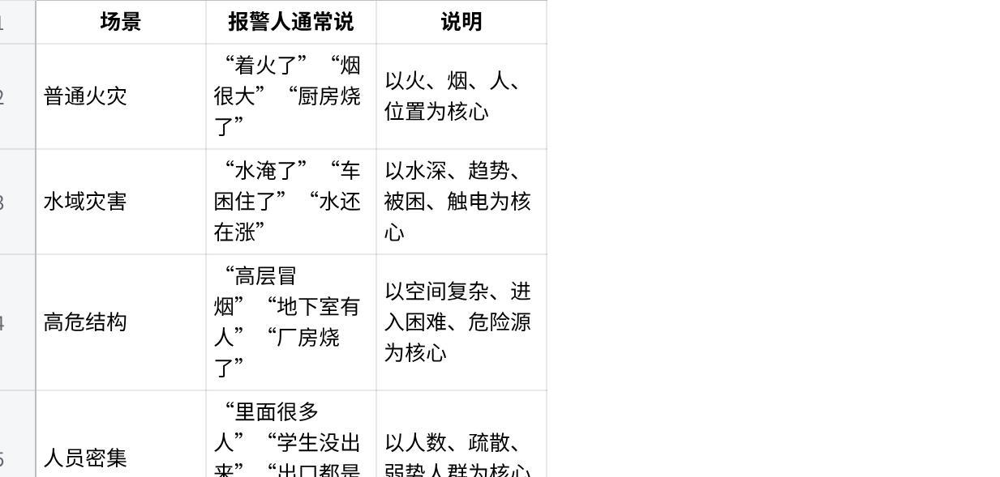 1 场景 报警人通常说 说明
2 普通火灾
“着火了” “烟
很大” “厨房烧
了”
以火、烟、人、
位置为核心
3 水域灾害
“水淹了” “车
困住了” “水还
在涨”
以水深、趋势、
被困、触电为核
心
4 高危结构
“高层冒
烟” “地下室有
人” “厂房烧
了”
以空间复杂、进
入困难、危险源
为核心
5 人员密集
“里面很多
人” “学生没出
来” “出口都是
以人数、疏散、
弱势人群为核心